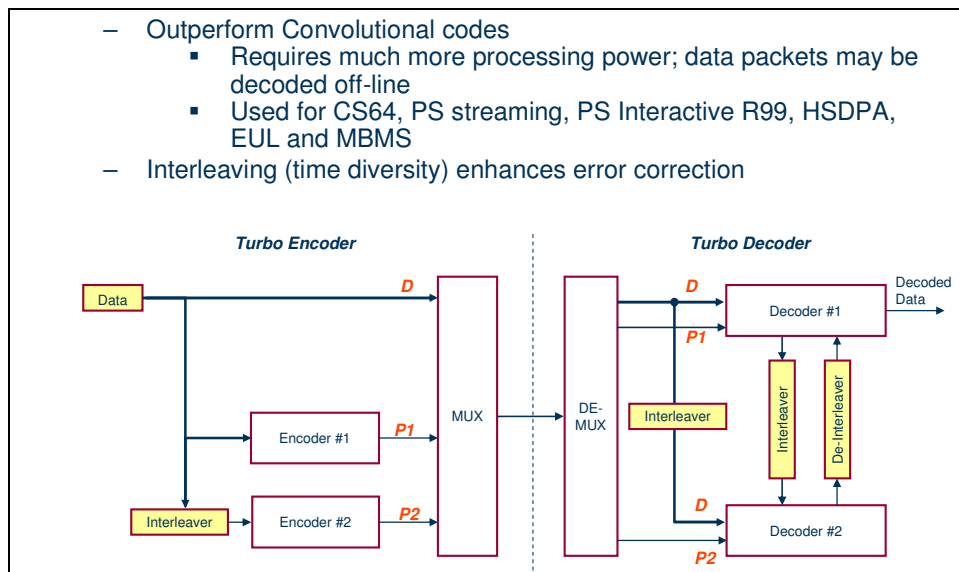 – Outperform Convolutional codes
▪ Requires much more processing power; data packets may be
decoded off-line
▪ Used for CS64, PS streaming, PS Interactive R99, HSDPA,
EUL and MBMS
– Interleaving (time diversity) enhances error correction
Turbo Encoder
Turbo Decoder
Data
D
MUX
Encoder #1
P1
Interleaver
Encoder #2
P2
DE-
MUX
D
P1
Decoder #1
Decoded
Data
Interleaver
Interleaver
De-Interleaver
D
P2
Decoder #2